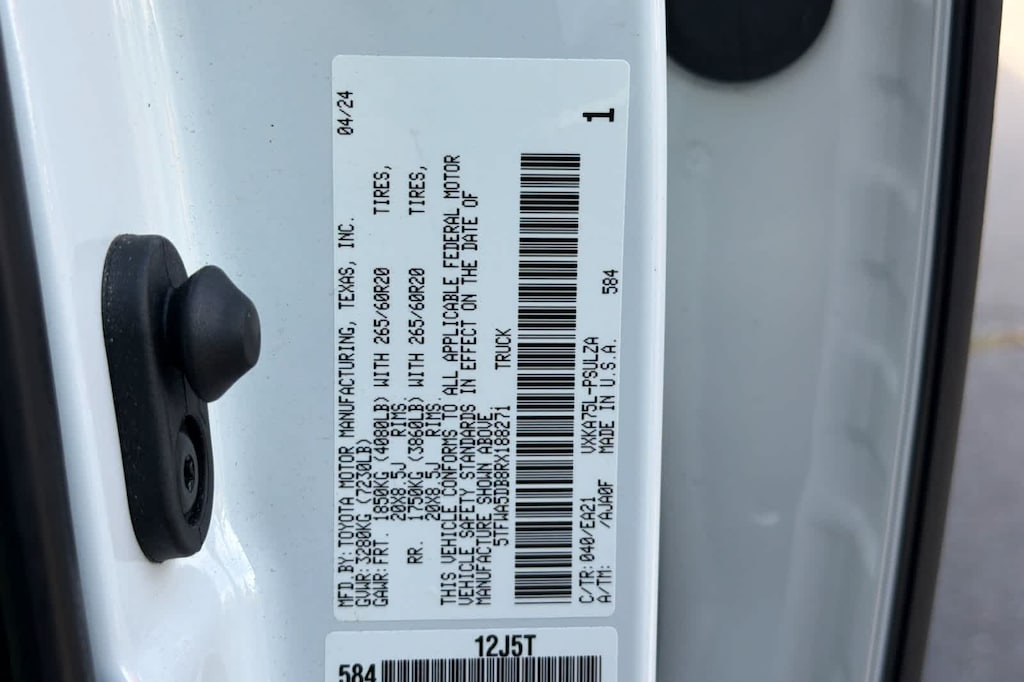 MFD.BY:TOYOTA MOTOR MANUFACTURING, TEXAS, INC. 04/24
GVWR:3280KG(7230LB)
GAWR:FRT. 1850KG(4080LB)WITH 265/60R20 TIRES,
20X8.5J RIMS.
RR. 1750KG(3860LB)WITH 265/60R20 TIRES,
20X8.5J RIMS.
THIS VEHICLE CONFORMS TO ALL APPLICABLE FEDERAL MOTOR
VEHICLE SAFETY STANDARDS IN EFFECT ON THE DATE OF
MANUFACTURE SHOWN ABOVE.
5TFWA5DB8RX188271 TRUCK
C/TR:040/EA21 VXKA75L-PSULZA 584
A/TM: /AJA0F MADE IN U.S.A.
1
12J5T
584